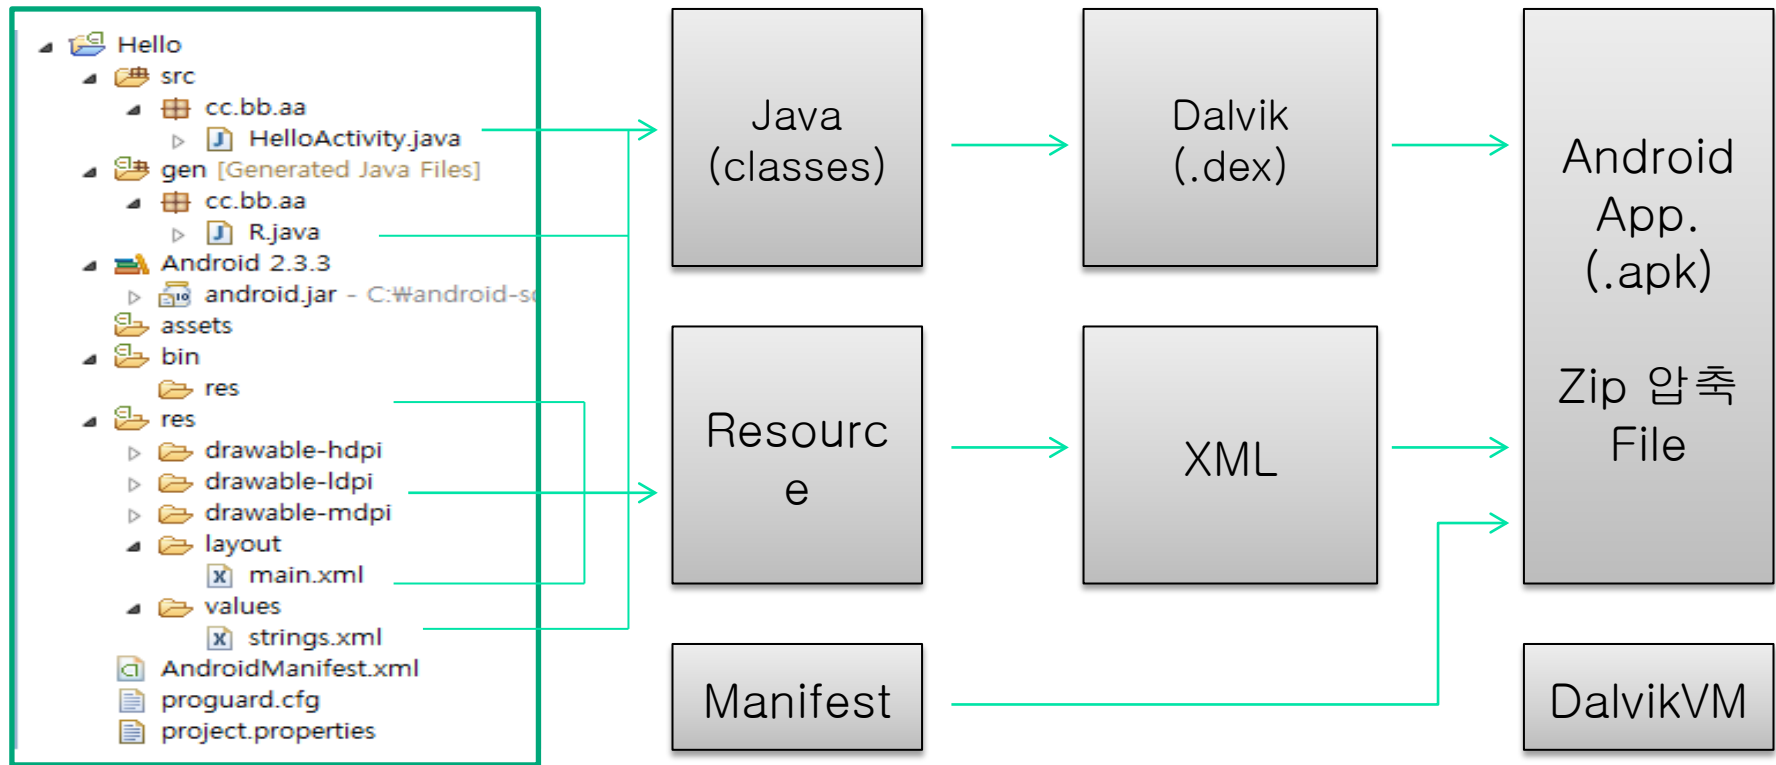 Hello
src
cc.bb.aa
HelloActivity.java
gen [Generated Java Files]
cc.bb.aa
R.java
Android 2.3.3
android.jar - C:₩android-s
assets
bin
res
res
drawable-hdpi
drawable-ldpi
drawable-mdpi
layout
main.xml
values
strings.xml
AndroidManifest.xml
proguard.cfg
project.properties
Java
(classes)
Dalvik
(.dex)
Android
App.
(.apk)
Zip 압축
File
Resourc
e
XML
Manifest
DalvikVM